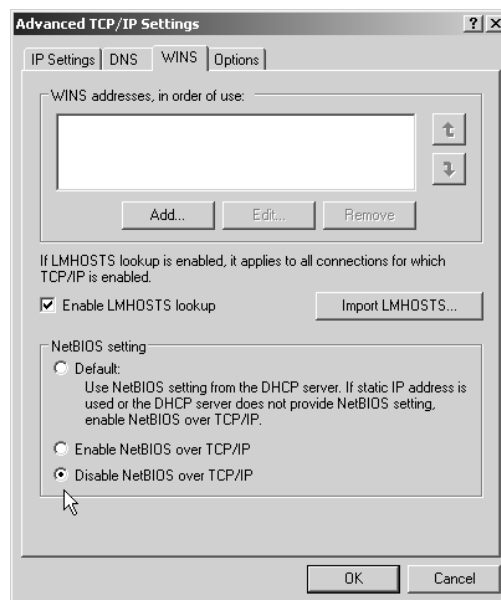 Advanced TCP/IP Settings
IP Settings DNS WINS Options
WINS addresses, in order of use:
Add... Edit... Remove
If LMHOSTS lookup is enabled, it applies to all connections for which
TCP/IP is enabled.
Enable LMHOSTS lookup Import LMHOSTS...
NetBIOS setting
Default:
Use NetBIOS setting from the DHCP server. If static IP address is
used or the DHCP server does not provide NetBIOS setting,
enable NetBIOS over TCP/IP.
Enable NetBIOS over TCP/IP
Disable NetBIOS over TCP/IP
OK Cancel